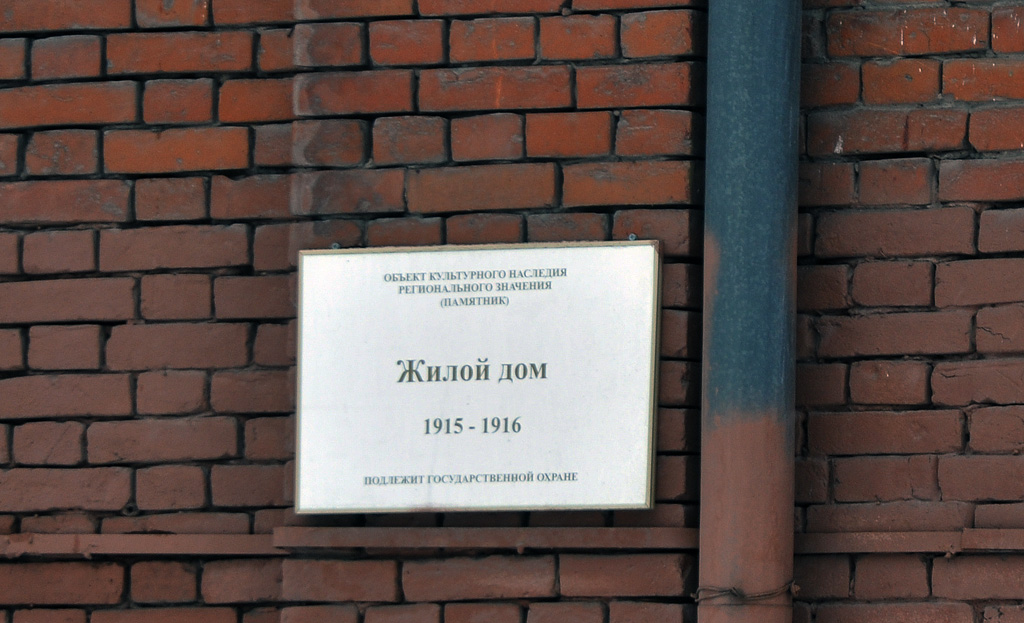 ОБЪЕКТ КУЛЬТУРНОГО НАСЛЕДИЯ
РЕГИОНАЛЬНОГО ЗНАЧЕНИЯ
(ПАМЯТНИК)
Жилой дом
1915 - 1916
ПОДЛЕЖИТ ГОСУДАРСТВЕННОЙ ОХРАНЕ